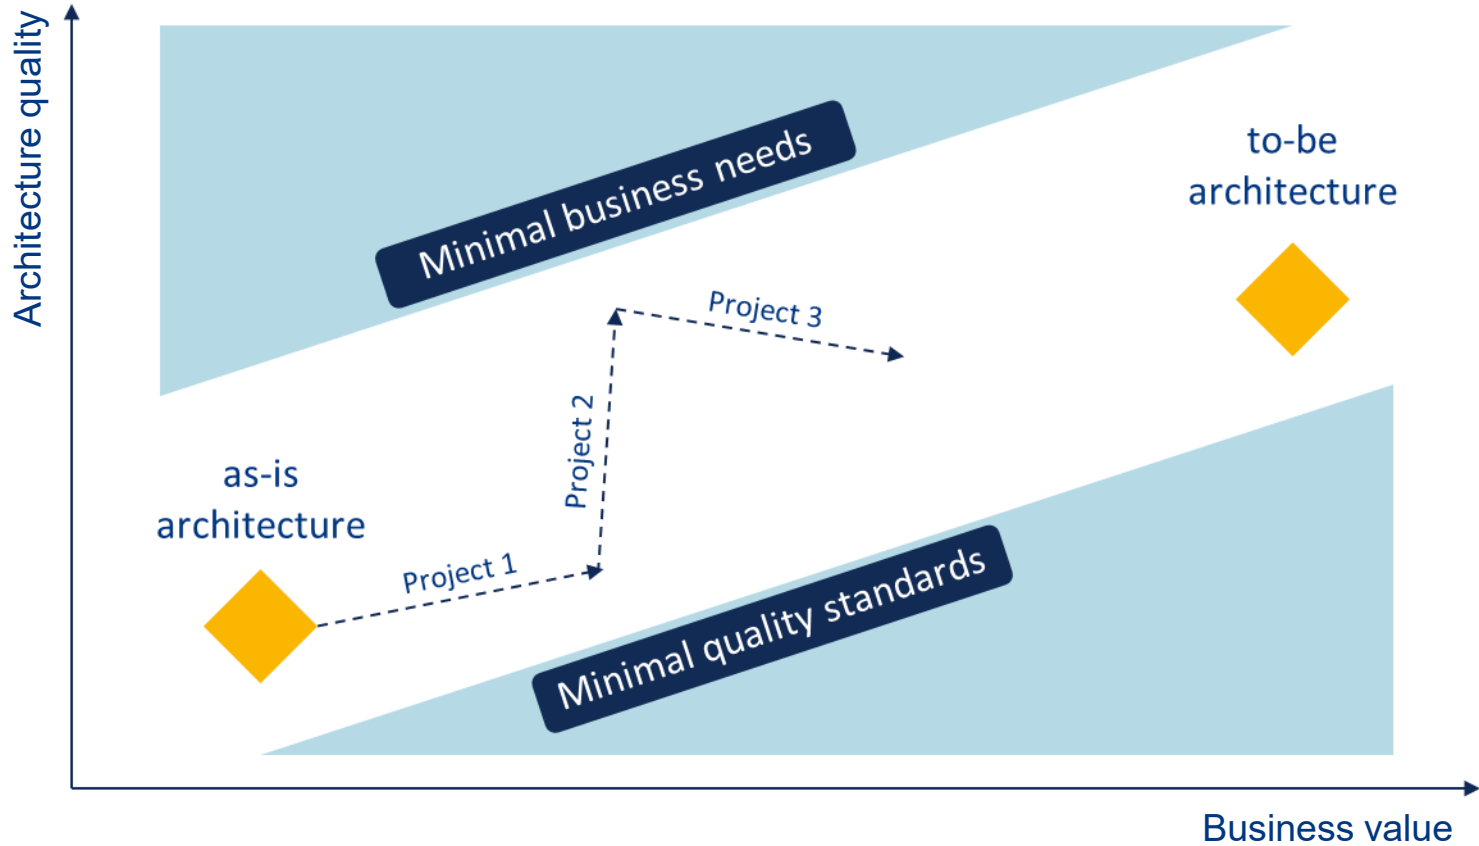 Architecture quality
Minimal business needs
to-be
architecture
Project 3
Project 2
as-is
architecture
Project 1
Minimal quality standards
Business value